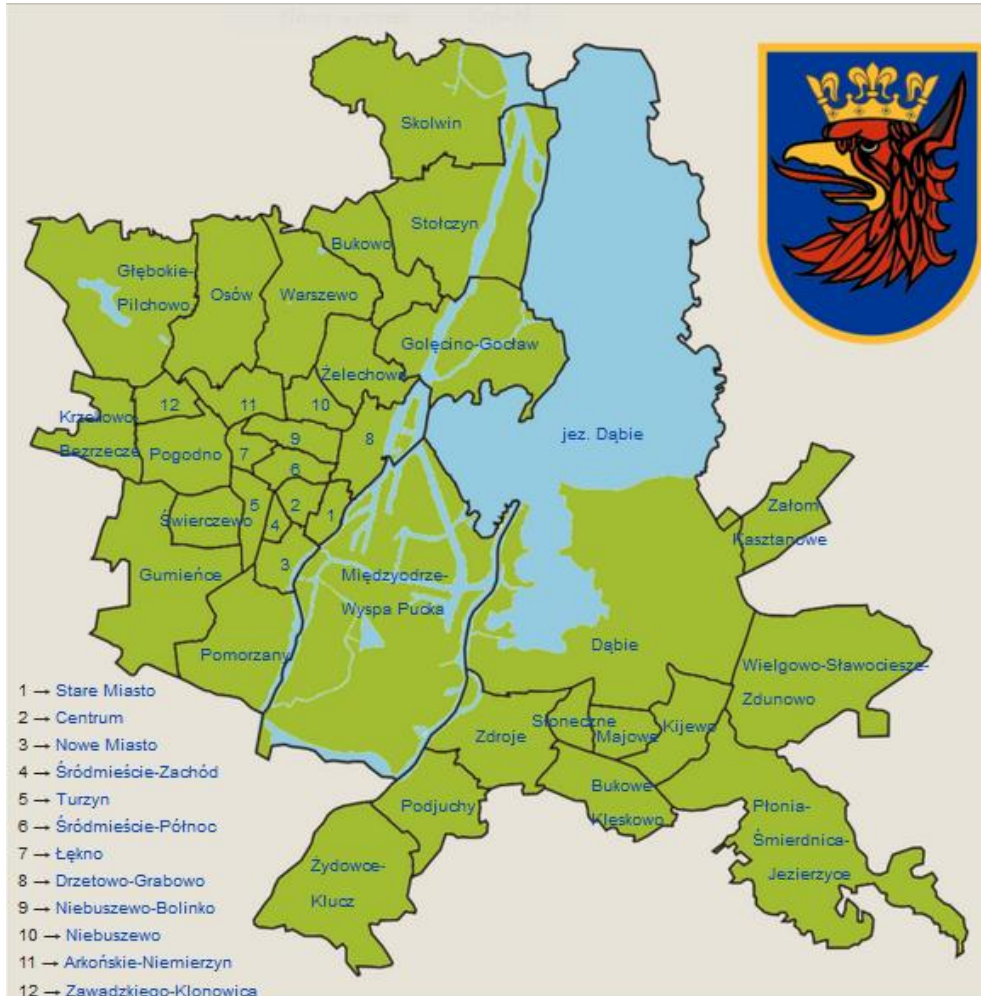 Skolwin
Stołczyn
Bukowo
Głębokie-
Pilchowo
Osów
Warszewo
Golęcino-Gocław
Żelechowa
Krzekowo-
Bezrzecze
12
11
10
9
8
7
6
Pogodno
jez. Dąbie
Załom
Kasztanowe
Świerczewo
5
4
2
1
3
Gumieńce
Międzyodrze-
Wyspa Pucka
Pomorzany
Dąbie
Wielgowo-Sławociesze-
Zdunowo
Zdroje
Słoneczne
Majowe
Kijewo
Podjuchy
Bukowe-
Klęskowo
Płonia-
Śmierdnica-
Jezierzyce
Żydowce-
Klucz
1 → Stare Miasto
2 → Centrum
3 → Nowe Miasto
4 → Śródmieście-Zachód
5 → Turzyn
6 → Śródmieście-Północ
7 → Łękno
8 → Drzetowo-Grabowo
9 → Niebuszewo-Bolinko
10 → Niebuszewo
11 → Arkońskie-Niemierzyn
12 → Zawadzkiego-Klonowica